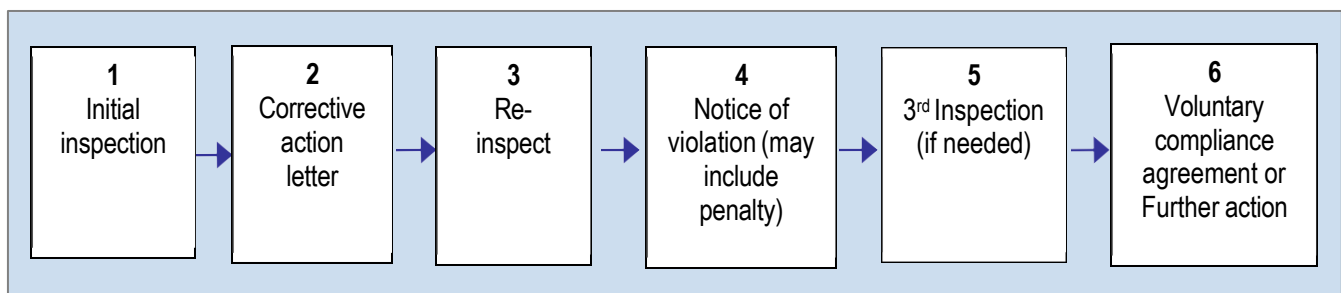 1
Initial
inspection
2
Corrective
action
letter
3
Re-
inspect
4
Notice of
violation (may
include
penalty)
5
3rd Inspection
(if needed)
6
Voluntary
compliance
agreement or
Further action